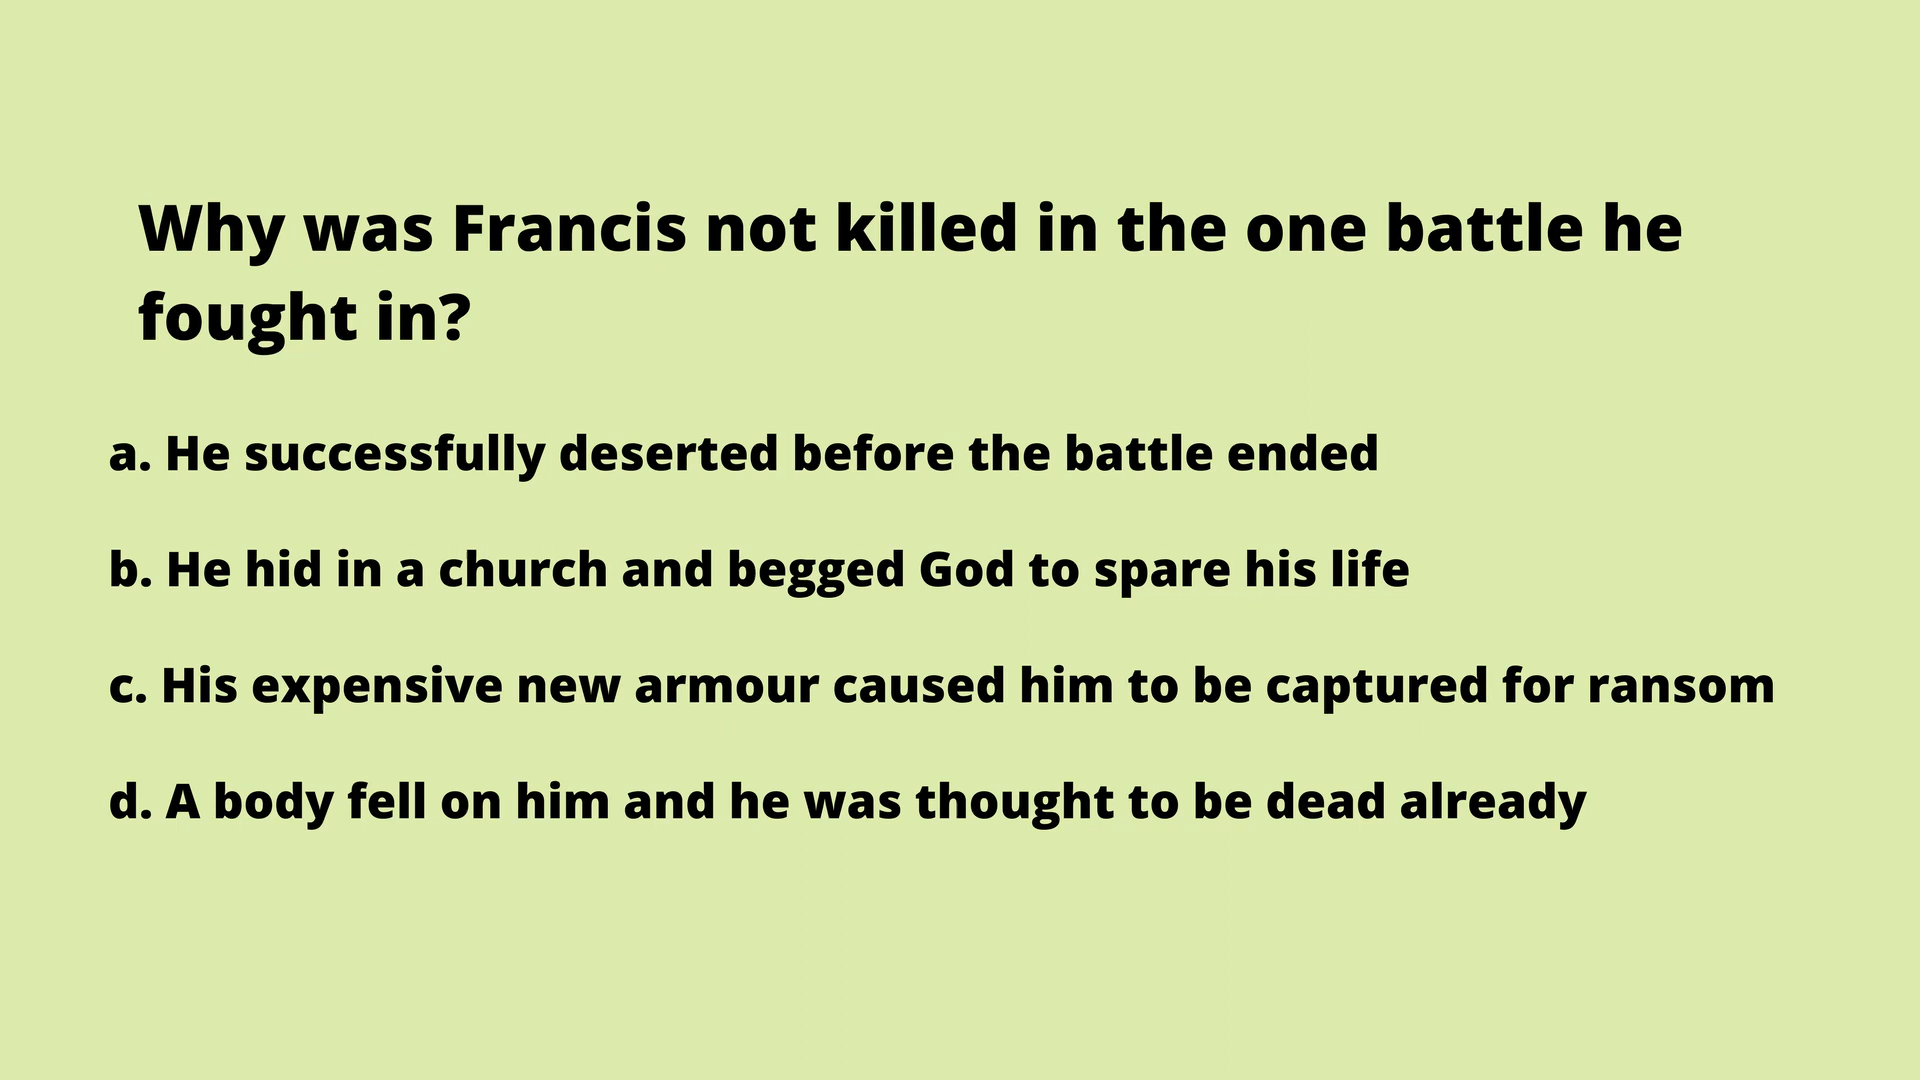 Why was Francis not killed in the one battle he
fought in?
a. He successfully deserted before the battle ended
b. He hid in a church and begged God to spare his life
c. His expensive new armour caused him to be captured for ransom
d. A body fell on him and he was thought to be dead already